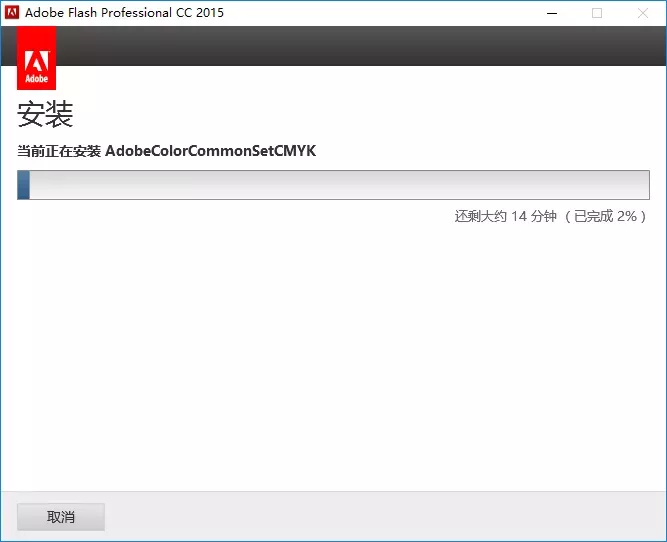 Adobe Flash Professional CC 2015
Adobe
安装
当前正在安装 AdobeColorCommonSetCMYK
还剩大约 14 分钟 （已完成 2%）
取消